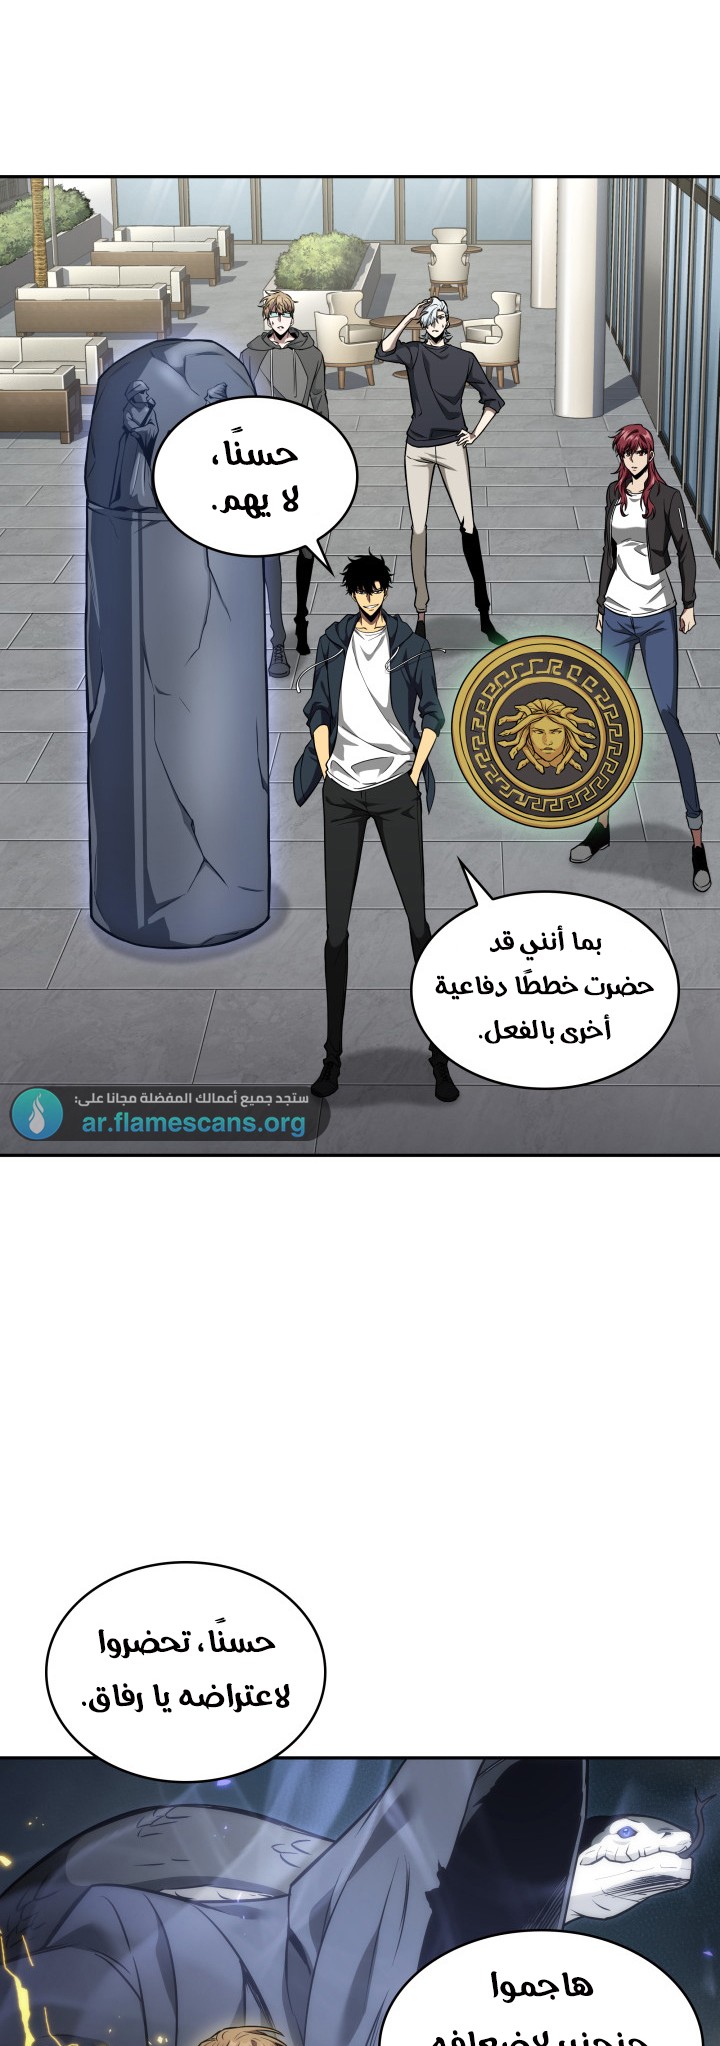 حسنًا،
لا يهم.
بما أنني قد
حضرت خططًا دفاعية
أخرى بالفعل.
ستجد جميع أعمالك المفضلة مجانا على:
ar.flamescans.org
حسنًا، تحضروا
لاعتراضه يا رفاق.
هاجموا